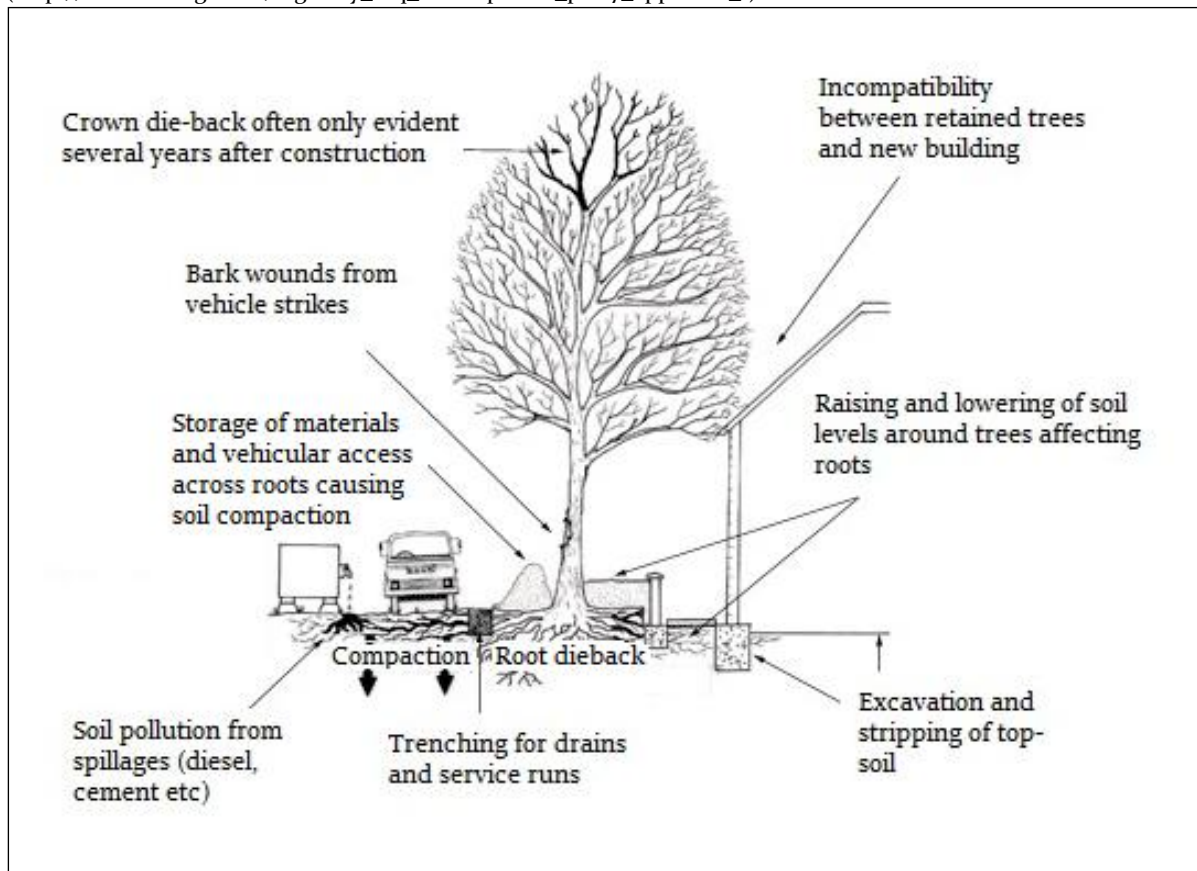 Crown die-back often only evident
several years after construction
Incompatibility
between retained trees
and new building
Bark wounds from
vehicle strikes
Storage of materials
and vehicular access
across roots causing
soil compaction
Raising and lowering of soil
levels around trees affecting
roots
Compaction
Root dieback
Soil pollution from
spillages (diesel,
cement etc)
Trenching for drains
and service runs
Excavation and
stripping of top-
soil